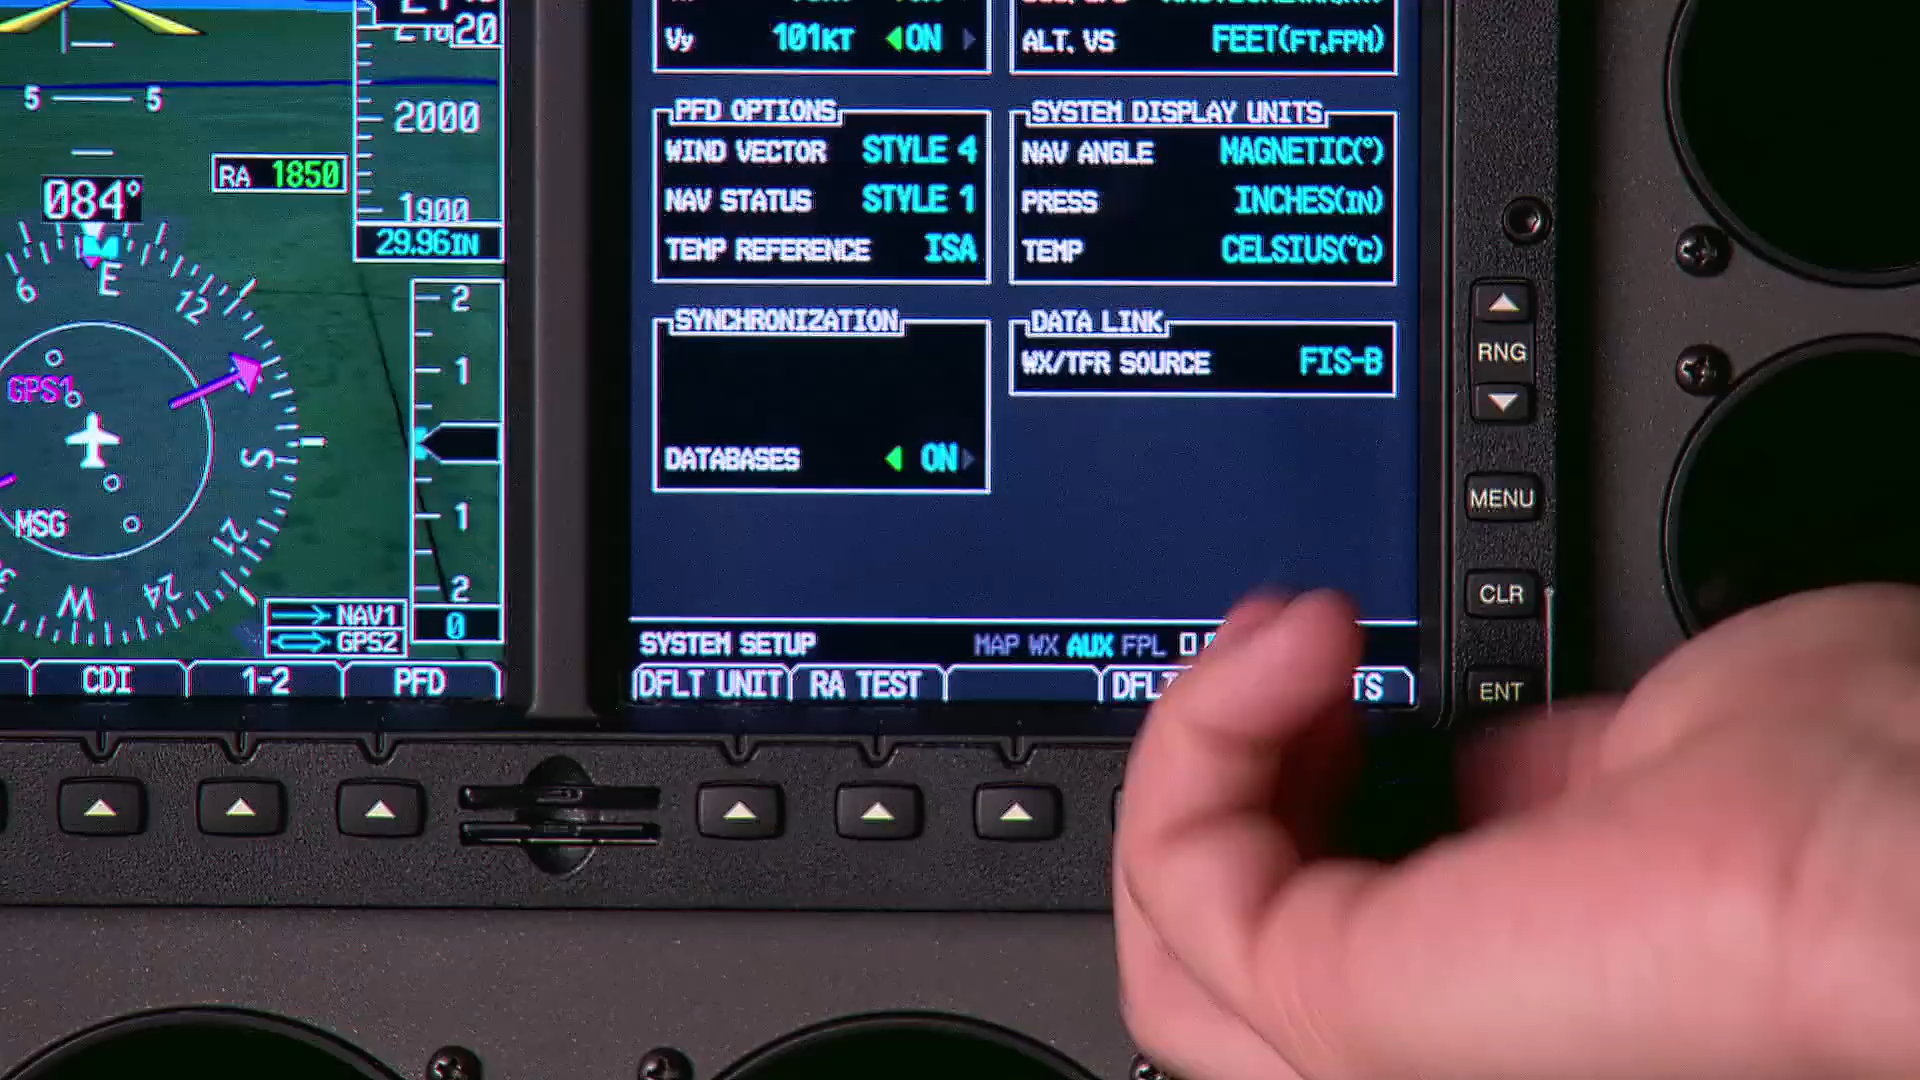 20
5 5
2000
RA 1850
084°
1900
29.96IN
6 E 12
S
21
24
W
GPS1
MSG
2
1
1
2
0
NAV1
GPS2
CDI 1-2 PFD
Vy 101KT ON
ALT, VS FEET(FT,FPM)
PFD OPTIONS
WIND VECTOR STYLE 4
NAV STATUS STYLE 1
TEMP REFERENCE ISA
SYSTEM DISPLAY UNITS
NAV ANGLE MAGNETIC(°)
PRESS INCHES(IN)
TEMP CELSIUS(°C)
SYNCHRONIZATION
DATABASES ON
DATA LINK
WX/TFR SOURCE FIS-B
SYSTEM SETUP MAP WX AUX FPL
DFLT UNIT RA TEST DFLT TS
RNG
MENU
CLR
ENT